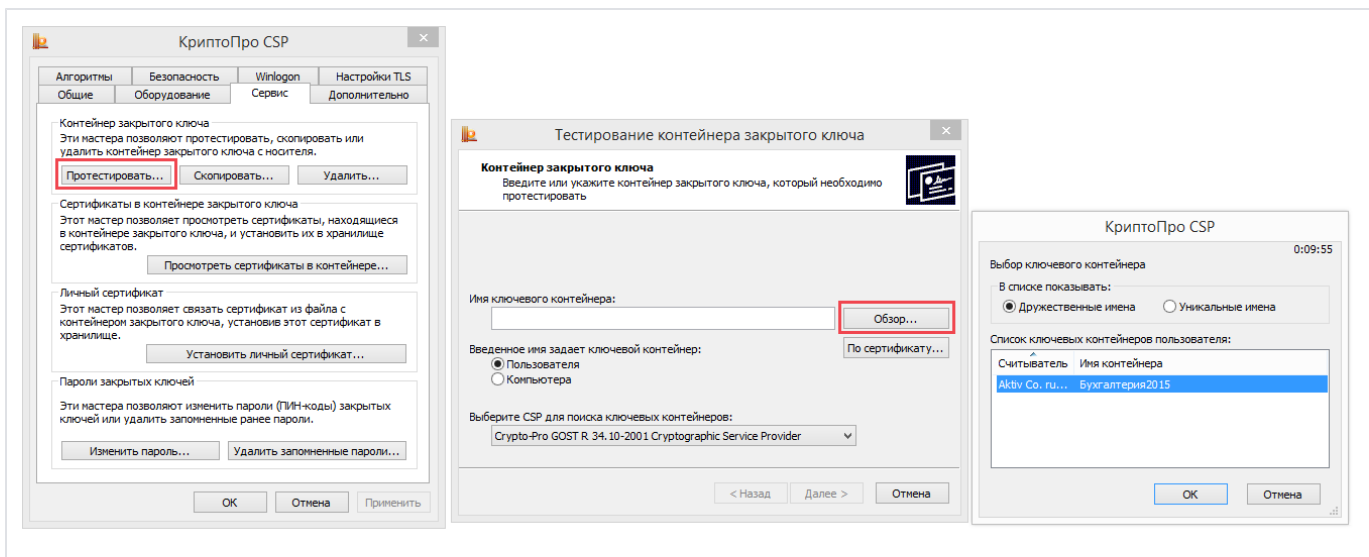 КриптоПро CSP
Алгоритмы Безопасность Winlogon Настройки TLS
Общие Оборудование Сервис Дополнительно
Контейнер закрытого ключа
Эти мастера позволяют протестировать, скопировать или
удалить контейнер закрытого ключа с носителя.
Протестировать... Скопировать... Удалить...
Сертификаты в контейнере закрытого ключа
Этот мастер позволяет просмотреть сертификаты, находящиеся
в контейнере закрытого ключа, и установить их в хранилище
сертификатов.
Просмотреть сертификаты в контейнере...
Личный сертификат
Этот мастер позволяет связать сертификат из файла с
контейнером закрытого ключа, установив этот сертификат в
хранилище.
Установить личный сертификат...
Пароли закрытых ключей
Эти мастера позволяют изменить пароли (ПИН-коды) закрытых
ключей или удалить запомненные ранее пароли.
Изменить пароль... Удалить запомненные пароли...
ОК Отмена Применить
Тестирование контейнера закрытого ключа
Контейнер закрытого ключа
Введите или укажите контейнер закрытого ключа, который необходимо
протестировать
Имя ключевого контейнера:
Обзор...
Введенное имя задает ключевой контейнер:
По сертификату...
Пользователя
Компьютера
Выберите CSP для поиска ключевых контейнеров:
Crypto-Pro GOST R 34.10-2001 Cryptographic Service Provider
< Назад Далее > Отмена
КриптоПро CSP
0:09:55
Выбор ключевого контейнера
В списке показывать:
Дружественные имена Уникальные имена
Список ключевых контейнеров пользователя:
Считыватель Имя контейнера
Aktiv Co. ru... Бухгалтерия2015
ОК Отмена